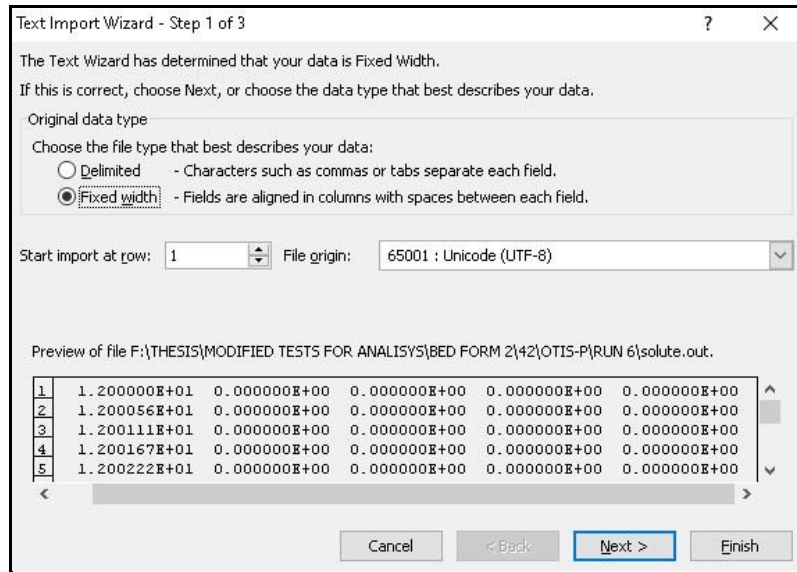 Text Import Wizard - Step 1 of 3 ?
The Text Wizard has determined that your data is Fixed Width.
If this is correct, choose Next, or choose the data type that best describes your data.
Original data type
Choose the file type that best describes your data:
Delimited - Characters such as commas or tabs separate each field.
Fixed width - Fields are aligned in columns with spaces between each field.
Start import at row: 1 File origin: 65001 : Unicode (UTF-8)
Preview of file F:\THESIS\MODIFIED TESTS FOR ANALISYS\BED FORM 2\42\OTIS-P\RUN 6\solute.out.
1 1.200000E+01 0.000000E+00 0.000000E+00 0.000000E+00 0.000000E+00
2 1.200056E+01 0.000000E+00 0.000000E+00 0.000000E+00 0.000000E+00
3 1.200111E+01 0.000000E+00 0.000000E+00 0.000000E+00 0.000000E+00
4 1.200167E+01 0.000000E+00 0.000000E+00 0.000000E+00 0.000000E+00
5 1.200222E+01 0.000000E+00 0.000000E+00 0.000000E+00 0.000000E+00
Cancel < Back Next > Finish